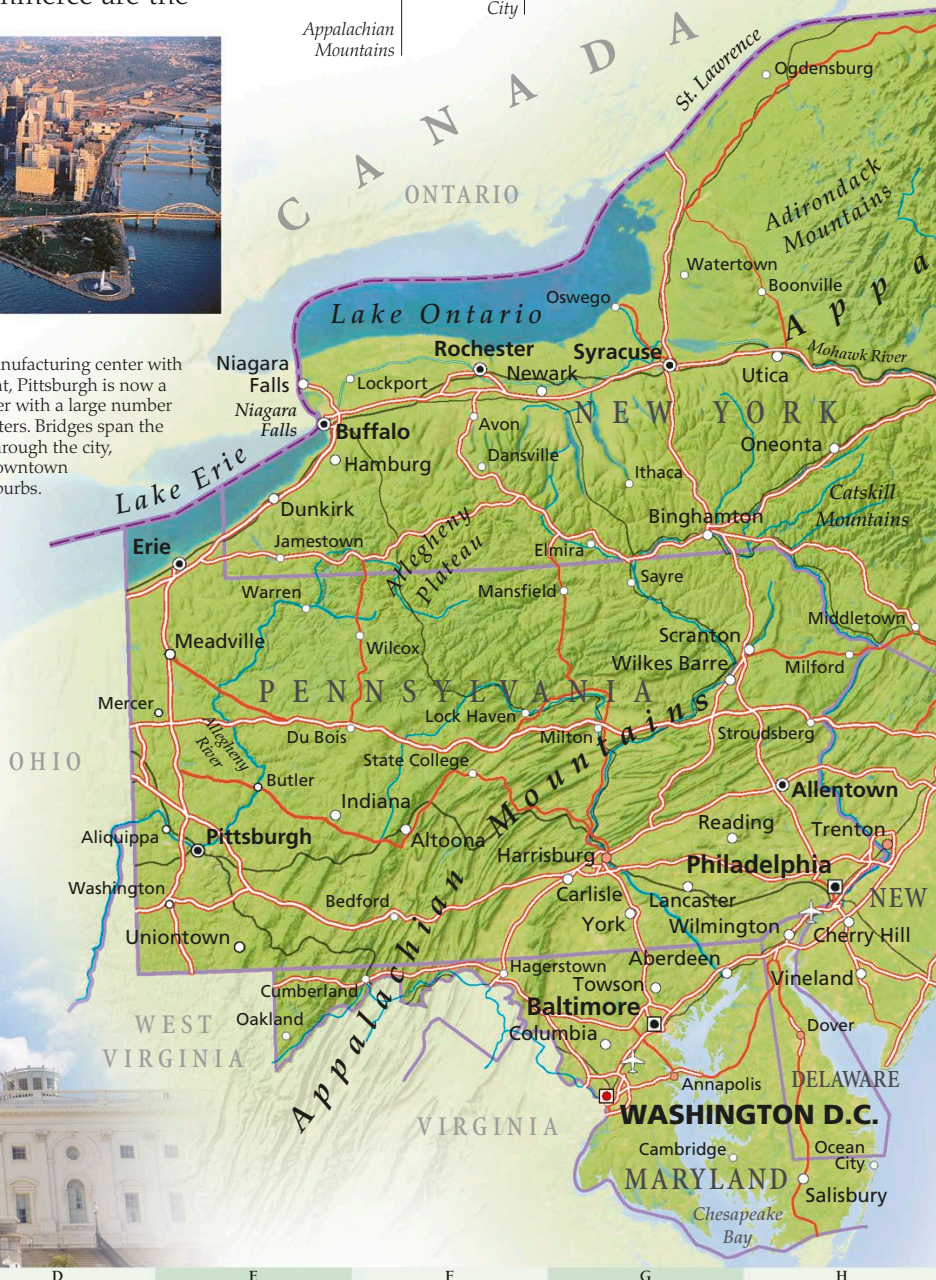 mmerce are the
Appalachian
Mountains
City
CANADA
St. Lawrence
Ogdensburg
ONTARIO
Adirondack
Mountains
Watertown
Boonville
Oswego
Lake Ontario
Appa
Mohawk River
Rochester
Syracuse
Niagara
Falls
Lockport
Newark
Utica
nufacturing center with
t, Pittsburgh is now a
er with a large number
ters. Bridges span the
hrough the city,
owntown
burbs.
Niagara
Falls
Buffalo
Avon
NEW YORK
Oneonta
Hamburg
Dansville
Ithaca
Lake Erie
Dunkirk
Catskill
Mountains
Binghamton
Erie
Jamestown
Allegheny
Plateau
Elmira
Sayre
Warren
Mansfield
Middletown
Meadville
Wilcox
Scranton
Wilkes Barre
Milford
PENNSYLVANIA
Mercer
Lock Haven
Allegheny
River
Du Bois
Milton
Stroudsberg
OHIO
State College
Butler
Indiana
Allentown
Appalachian Mountains
Aliquippa
Pittsburgh
Altoona
Reading
Trenton
Harrisburg
Philadelphia
Washington
Bedford
Carlisle
Lancaster
NEW
York
Wilmington
Cherry Hill
Uniontown
Aberdeen
Hagerstown
Vineland
Cumberland
Towson
Baltimore
WEST
VIRGINIA
Oakland
Columbia
Dover
Annapolis
DELAWARE
VIRGINIA
WASHINGTON D.C.
Cambridge
Ocean
City
MARYLAND
Salisbury
Chesapeake
Bay
D
E
F
G
H